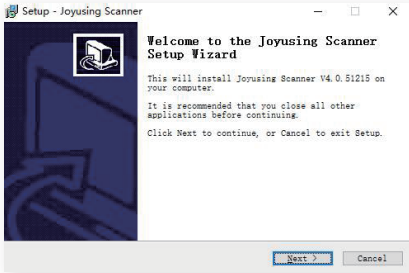 Setup - Joyusing Scanner
Welcome to the Joyusing Scanner
Setup Wizard
This will install Joyusing Scanner V4.0.51215 on
your computer.
It is recommended that you close all other
applications before continuing.
Click Next to continue, or Cancel to exit Setup.
Next >
Cancel